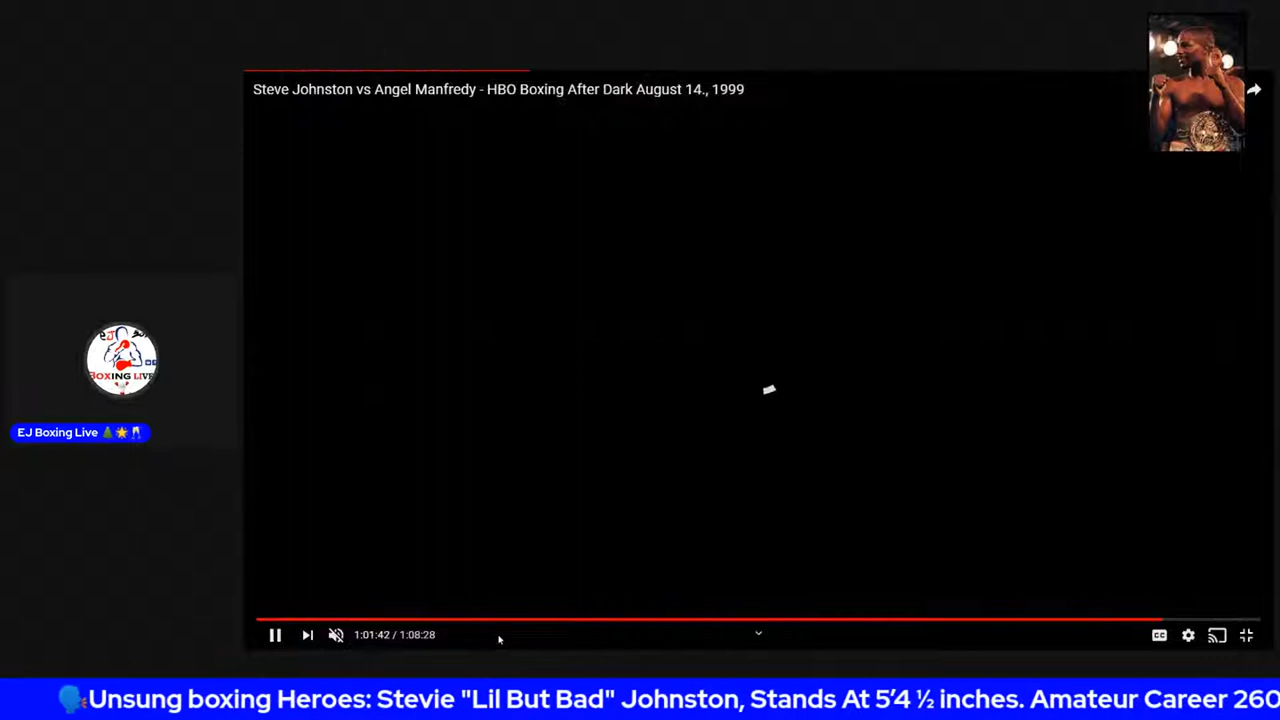 Steve Johnston vs Angel Manfredy - HBO Boxing After Dark August 14., 1999
BOXING LIVE
EJ Boxing Live
1:01:42 / 1:08:28
CC
Unsung boxing Heroes: Stevie "Lil But Bad" Johnston, Stands At 5'4 ½ inches. Amateur Career 260